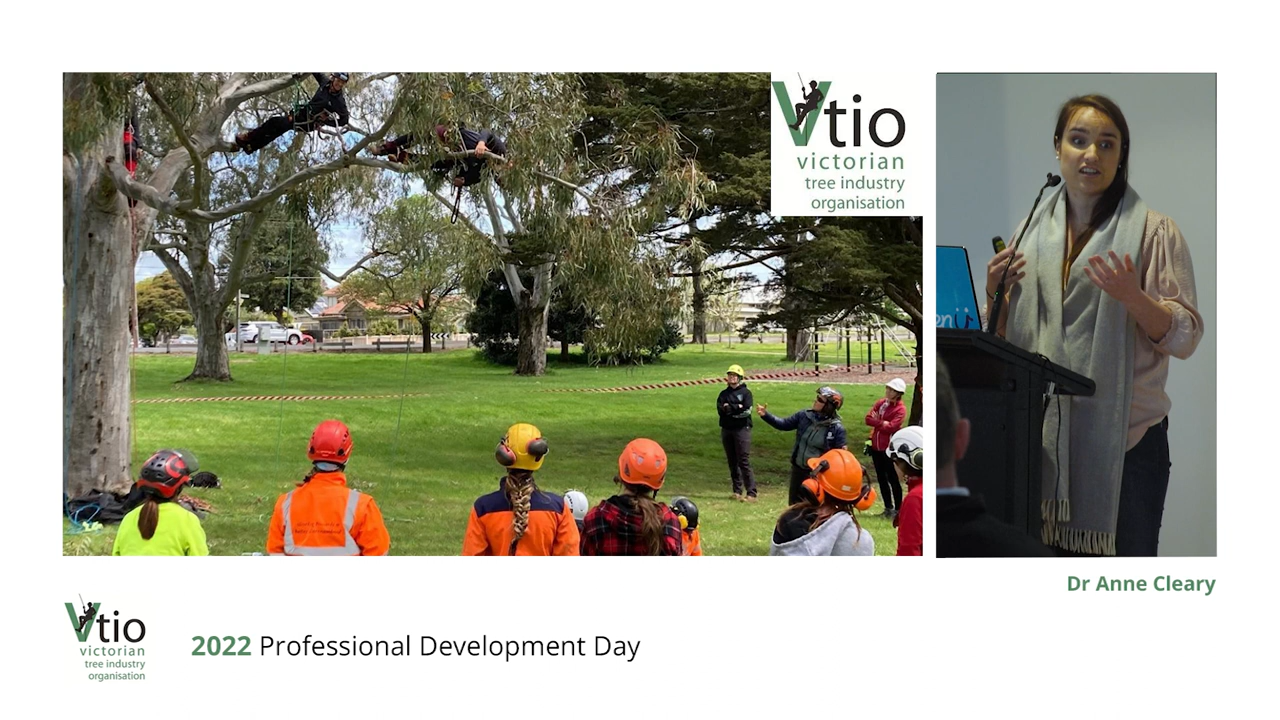 Vtio
victorian
tree industry
organisation
Dr Anne Cleary
Vtio
victorian
tree industry
organisation
2022 Professional Development Day